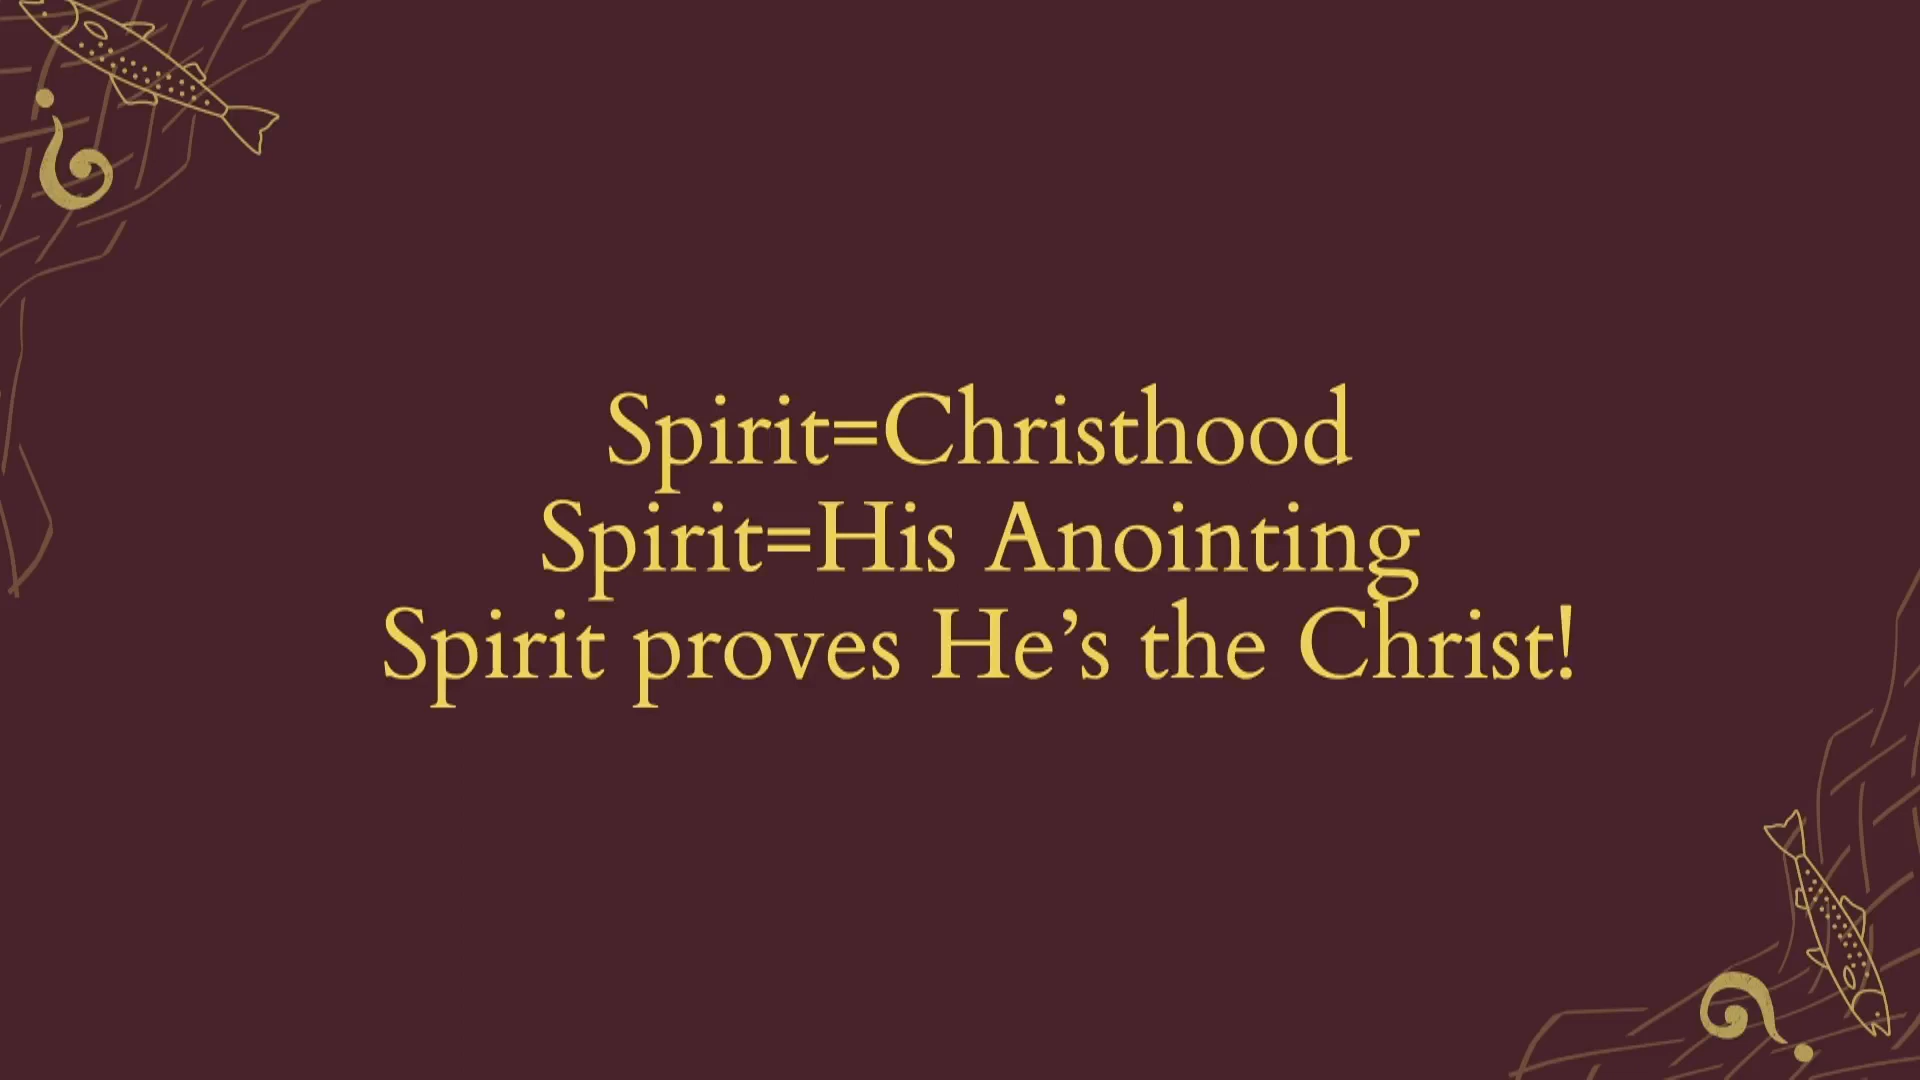 Spirit=Christhood
Spirit=His Anointing
Spirit proves He’s the Christ!